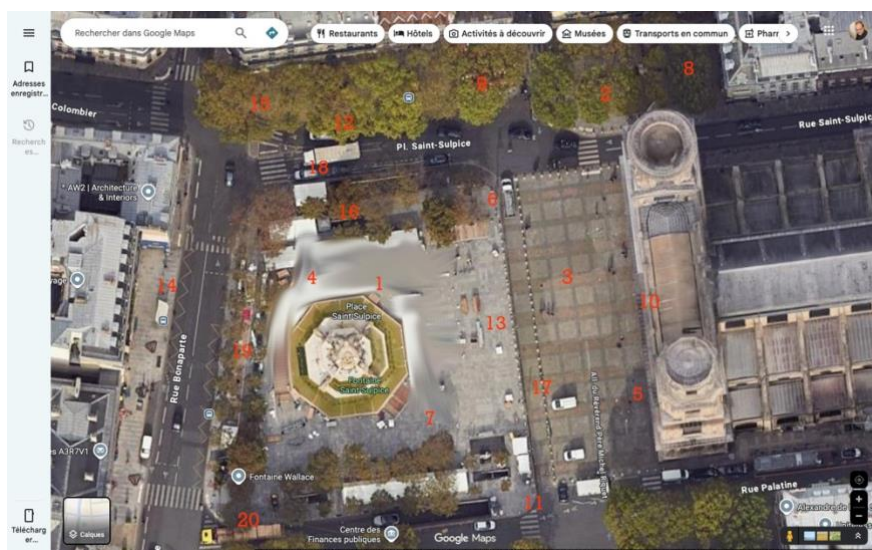 Rechercher dans Google Maps
Restaurants
Hôtels
Activités à découvrir
Musées
Transports en commun
Pharr
Adresses
enregistr...
Recherch
es...
Télécharg
er...
Colombier
15
12
9
2
8
Pl. Saint-Sulpice
Rue Saint-Sulpic
18
AW2 | Architecture
& Interiors
16
6
14
4
1
3
10
Place
Saint-Sulpice
13
19
Rue Bonaparte
Fontaine
Saint-Sulpice
17
5
7
A3R7V1
Fontaine Wallace
11
Rue Palatine
20
Calques
Centre des
Finances publiques
Google Maps